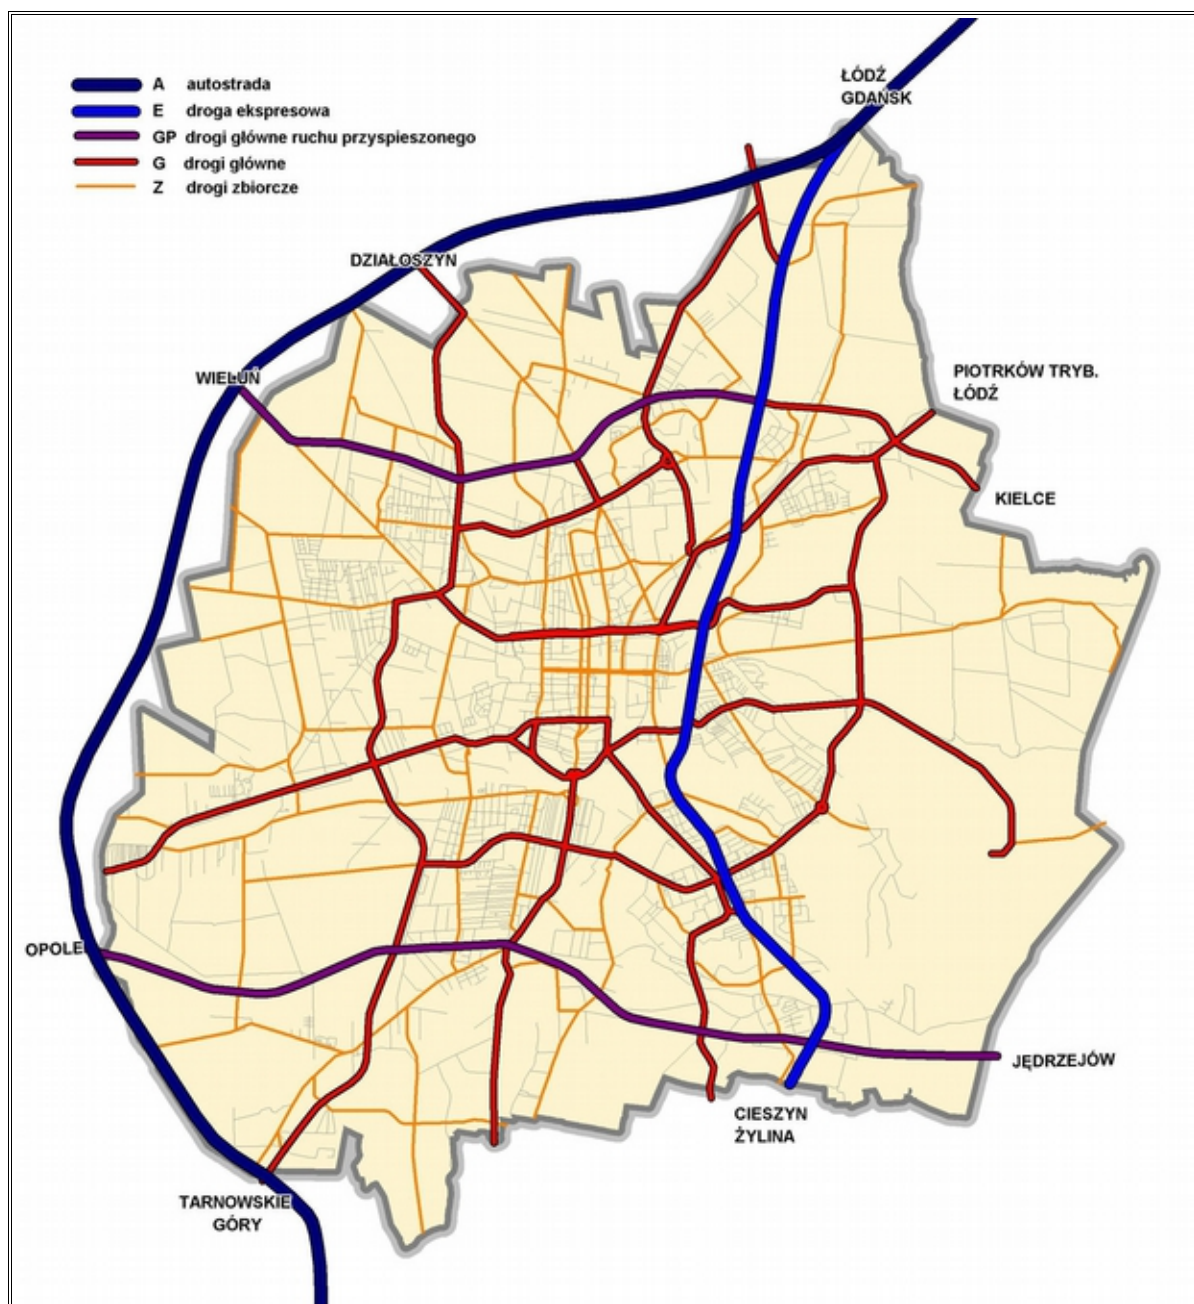 A autostrada
E droga ekspresowa
GP drogi główne ruchu przyspieszonego
G drogi główne
Z drogi zbiorcze
ŁÓDŹ
GDAŃSK
DZIAŁOSZYN
WIELUŃ
PIOTRKÓW TRYB.
ŁÓDŹ
KIELCE
OPOLE
JĘDRZEJÓW
CIESZYN
ŻYLINA
TARNOWSKIE
GÓRY